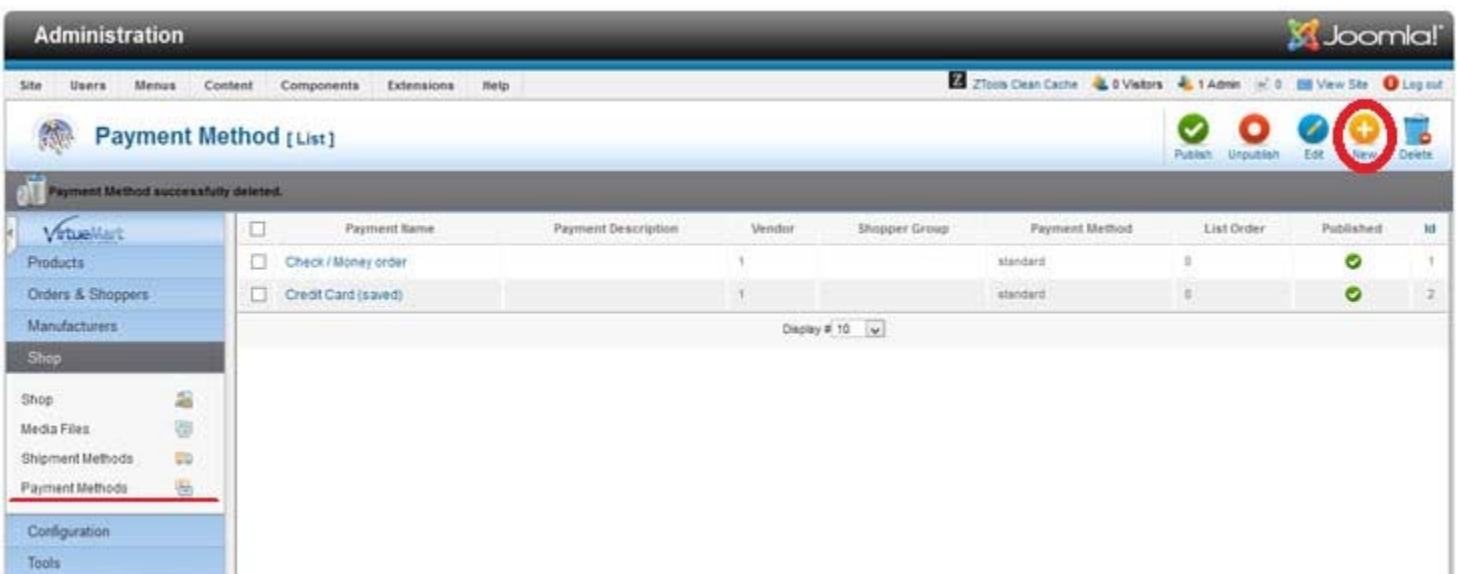 Administration
Joomla!
Site Users Menus Content Components Extensions Help
Z ZTools Clean Cache 0 Visitors 1 Admin 0 View Site Log out
Payment Method [ List ]
Publish Unpublish Edit New Delete
Payment Method successfully deleted.
VirtueMart
Payment Name Payment Description Vendor Shopper Group Payment Method List Order Published Id
Products
Check / Money order 1 standard 0 1
Orders & Shoppers
Credit Card (saved) 1 standard 0 2
Manufacturers
Display # 10
Shop
Shop
Media Files
Shipment Methods
Payment Methods
Configuration
Tools